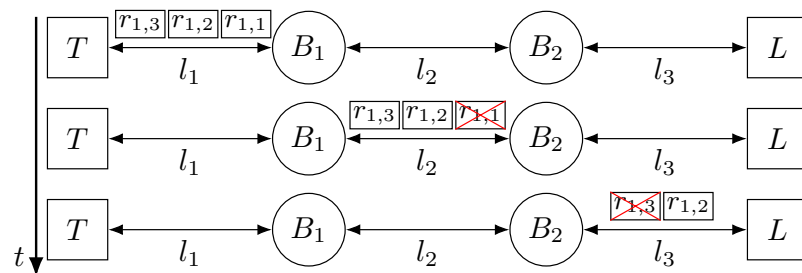 r₁,₃ r₁,₂ r₁,₁
T B₁ B₂ L
l₁ l₂ l₃
r₁,₃ r₁,₂ r₁,₁
T B₁ B₂ L
l₁ l₂ l₃
r₁,₃ r₁,₂
T B₁ B₂ L
t l₁ l₂ l₃